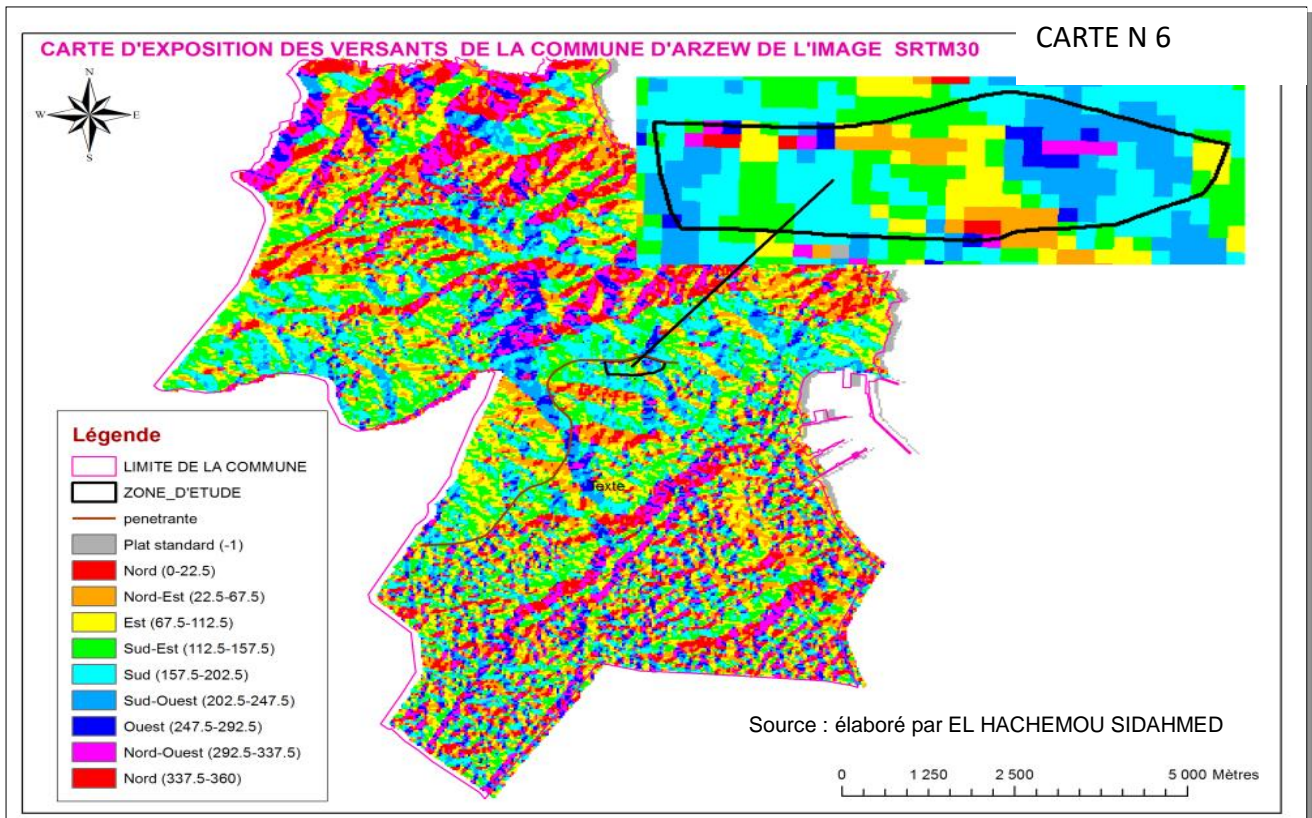 CARTE N 6
CARTE D'EXPOSITION DES VERSANTS DE LA COMMUNE D'ARZEW DE L'IMAGE SRTM30
N
W
E
S
Texte
Légende
LIMITE DE LA COMMUNE
ZONE_D'ETUDE
penetrante
Plat standard (-1)
Nord (0-22.5)
Nord-Est (22.5-67.5)
Est (67.5-112.5)
Sud-Est (112.5-157.5)
Sud (157.5-202.5)
Sud-Ouest (202.5-247.5)
Ouest (247.5-292.5)
Nord-Ouest (292.5-337.5)
Nord (337.5-360)
Source : élaboré par EL HACHEMOU SIDAHMED
0 1 250 2 500 5 000 Mètres